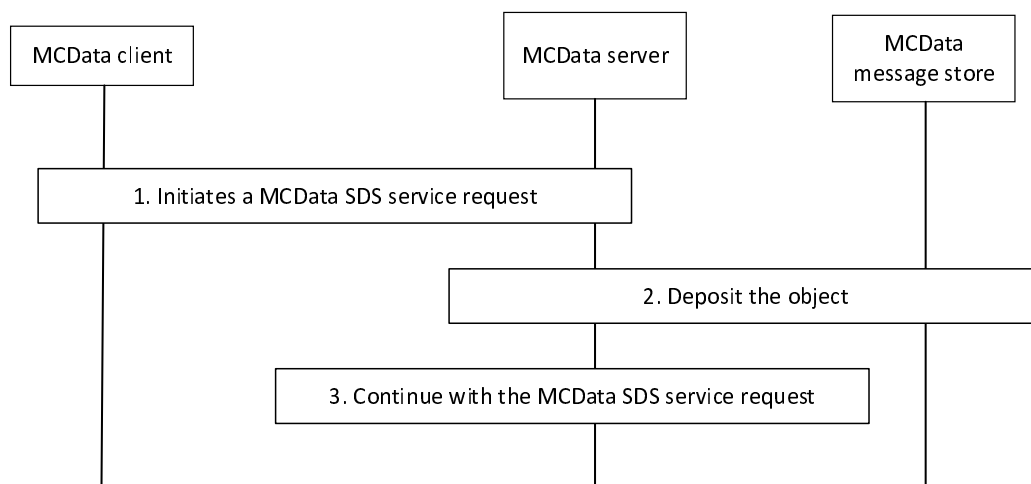 MCData client
MCData server
MCData
message store
1. Initiates a MCData SDS service request
2. Deposit the object
3. Continue with the MCData SDS service request